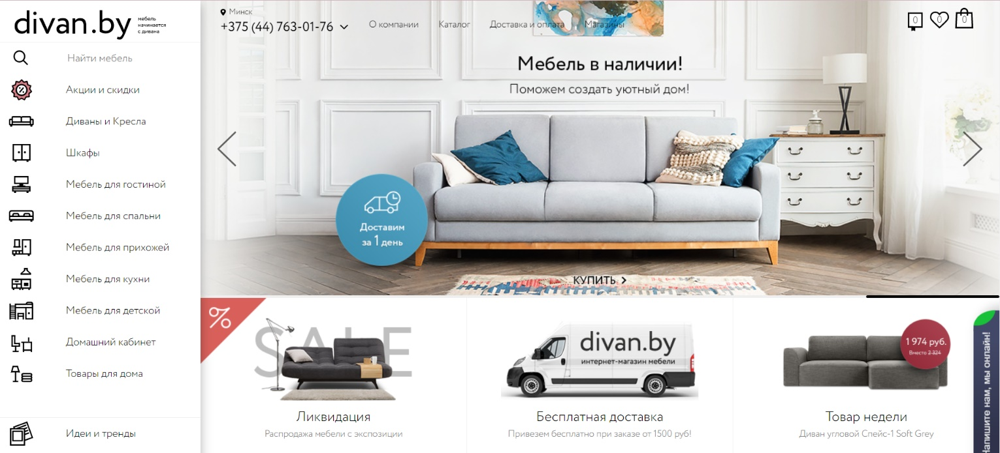 divan.by
мебель
начинается
с дивана
Найти мебель
Акции и скидки
Диваны и Кресла
Шкафы
Мебель для гостиной
Мебель для спальни
Мебель для прихожей
Мебель для кухни
Мебель для детской
Домашний кабинет
Товары для дома
Идеи и тренды
Минск
+375 (44) 763-01-76
О компании
Каталог
Доставка и оплата
Магазины
0
0
0
Мебель в наличии!
Поможем создать уютный дом!
Доставим
за 1 день
КУПИТЬ
%
SALE
Ликвидация
Распродажа мебели с экспозиции
divan.by
интернет-магазин мебели
Бесплатная доставка
Привезем бесплатно при заказе от 1500 руб!
1 974 руб.
Вместо 2 324
Товар недели
Диван угловой Спейс-1 Soft Grey
Напишите нам, мы онлайн!